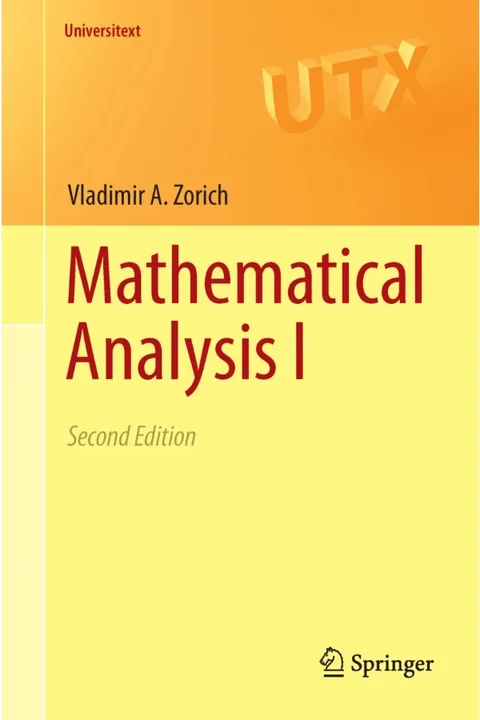 Universitext
UTX
Vladimir A. Zorich
Mathematical
Analysis I
Second Edition
Springer